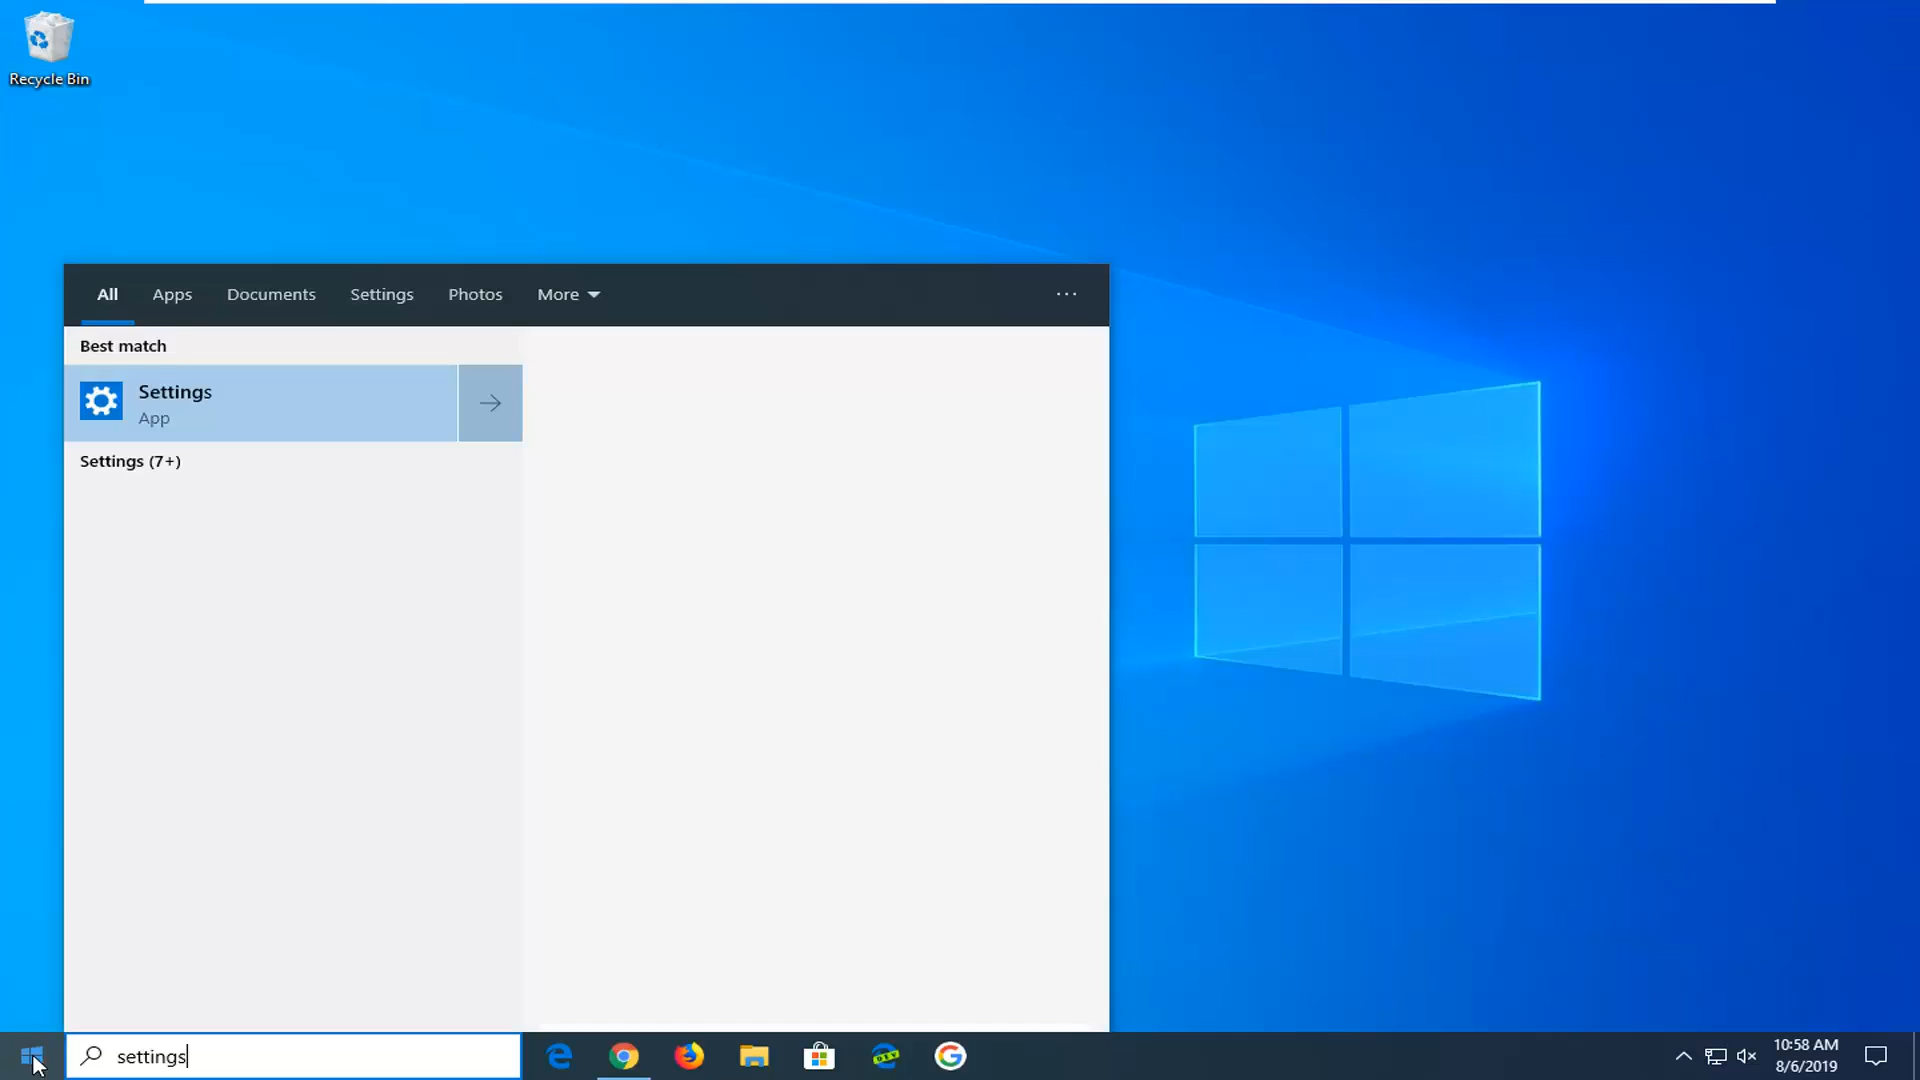 Recycle Bin
All Apps Documents Settings Photos More ...
Best match
Settings
App
Settings (7+)
settings
DEV
10:58 AM
8/6/2019